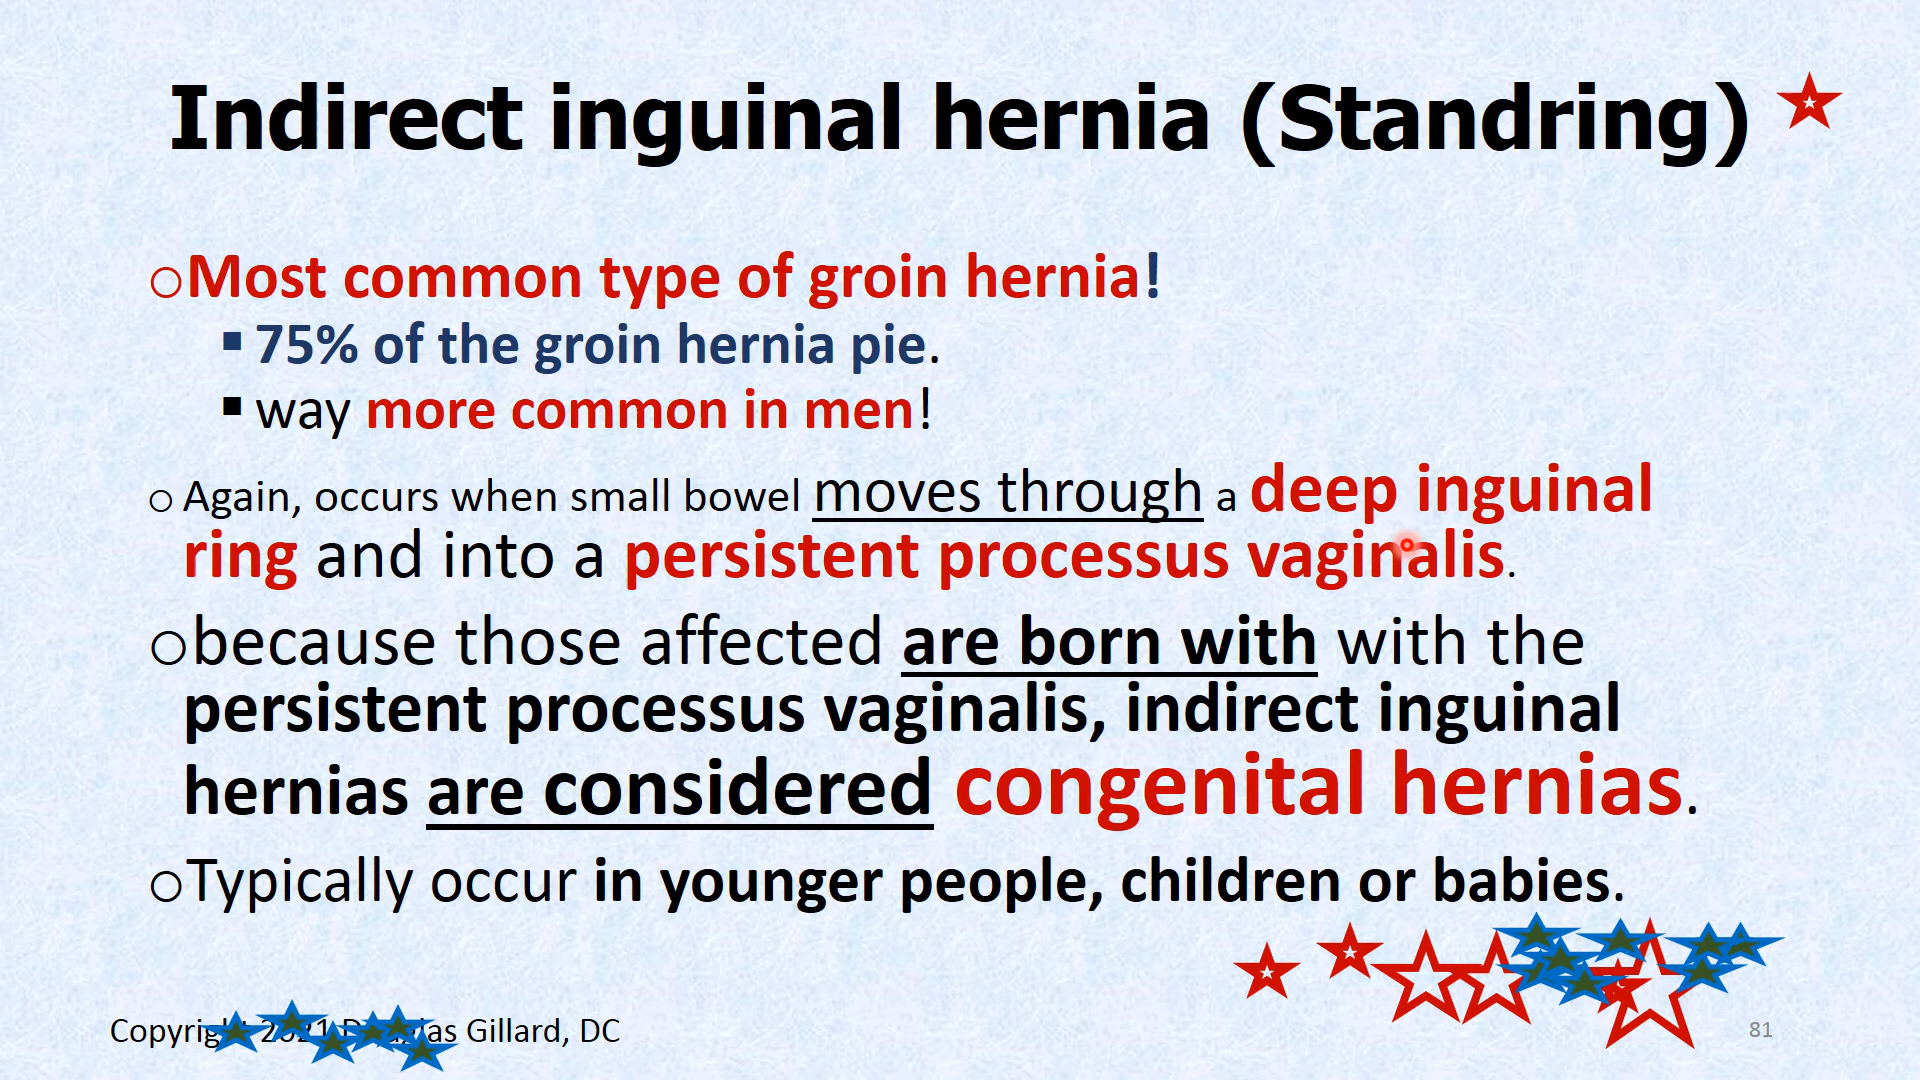 Indirect inguinal hernia (Standring)
Most common type of groin hernia!
75% of the groin hernia pie.
way more common in men!
Again, occurs when small bowel moves through a deep inguinal
ring and into a persistent processus vaginalis.
because those affected are born with with the
persistent processus vaginalis, indirect inguinal
hernias are considered congenital hernias.
Typically occur in younger people, children or babies.
Copyright 2021 Douglas Gillard, DC
81